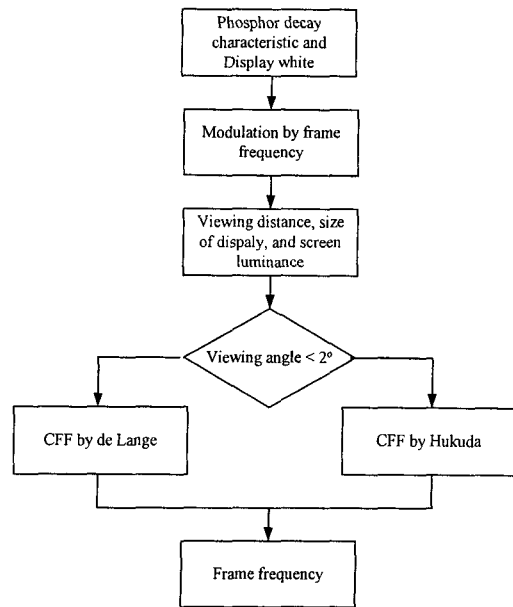 Phosphor decay
characteristic and
Display white
Modulation by frame
frequency
Viewing distance, size
of dispaly, and screen
luminance
Viewing angle < 2º
CFF by de Lange
CFF by Hukuda
Frame frequency